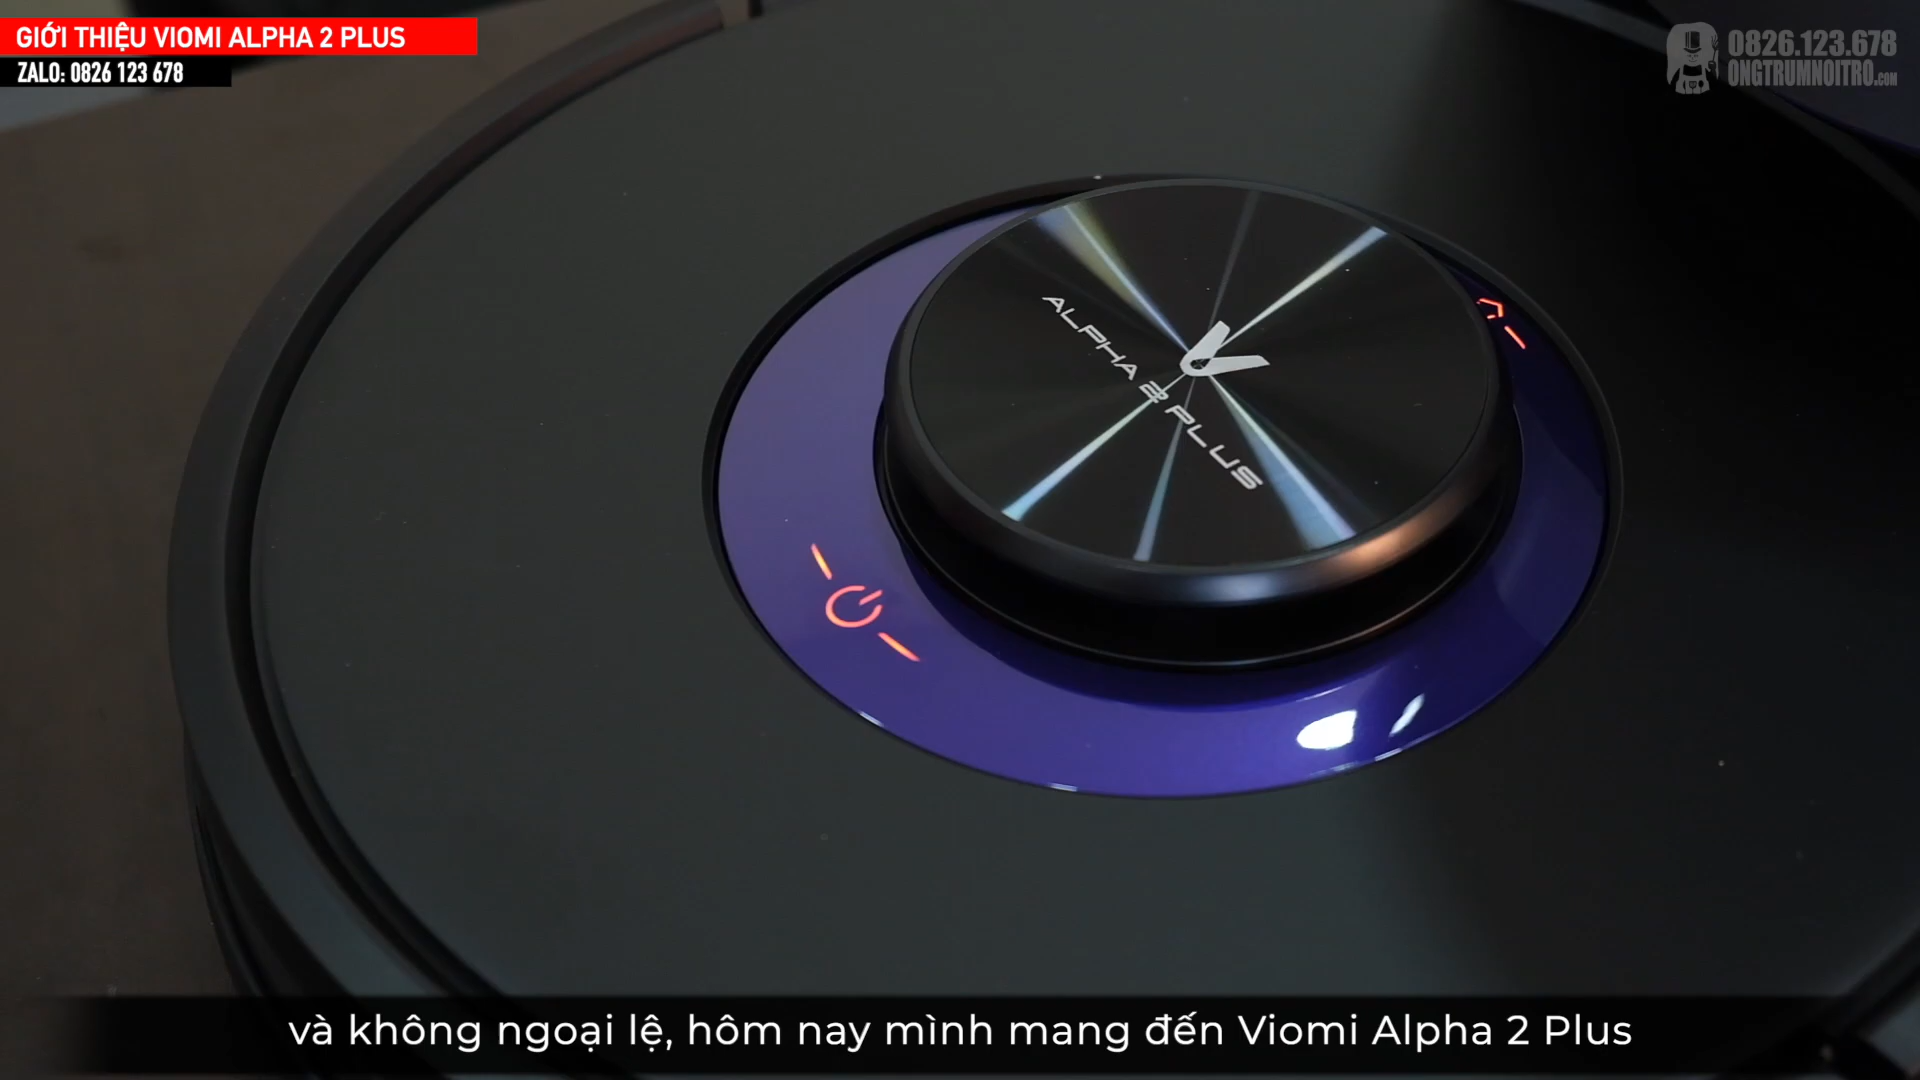 GIỚI THIỆU VIOMI ALPHA 2 PLUS
ZALO: 0826 123 678
0826.123.678
ONGTRUMNOITRO.COM
ALPHA 2 PLUS
và không ngoại lệ, hôm nay mình mang đến Viomi Alpha 2 Plus